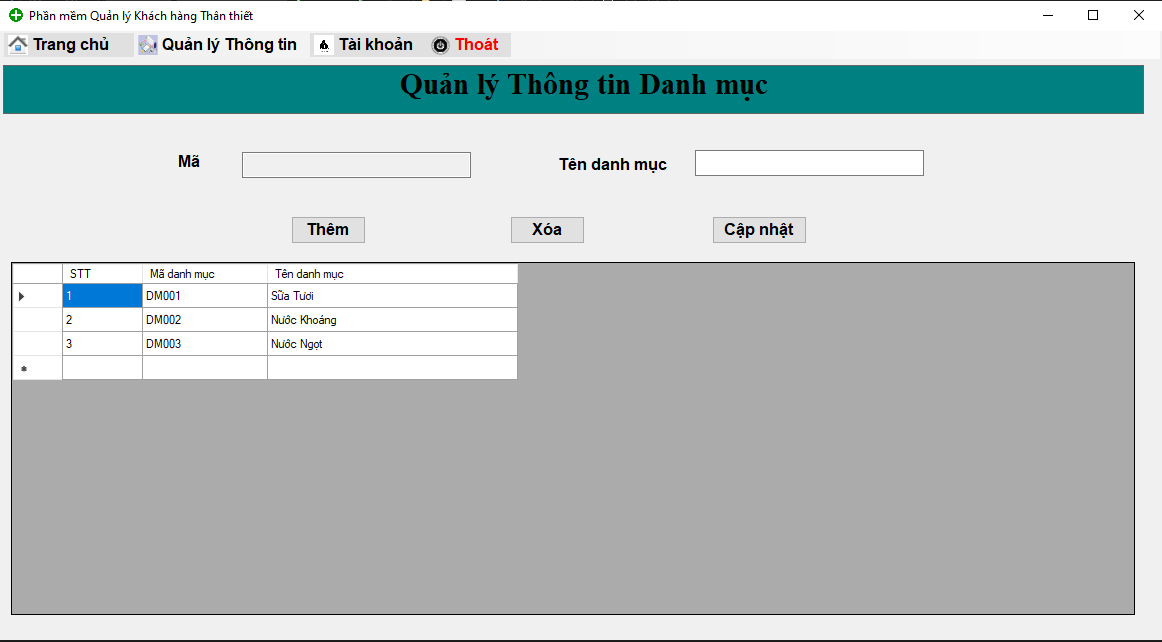 Phần mềm Quản lý Khách hàng Thân thiết
Trang chủ Quản lý Thông tin Tài khoản Thoát
Quản lý Thông tin Danh mục
Mã Tên danh mục
Thêm Xóa Cập nhật
STT Mã danh mục Tên danh mục
1 DM001 Sữa Tươi
2 DM002 Nước Khoáng
3 DM003 Nước Ngọt